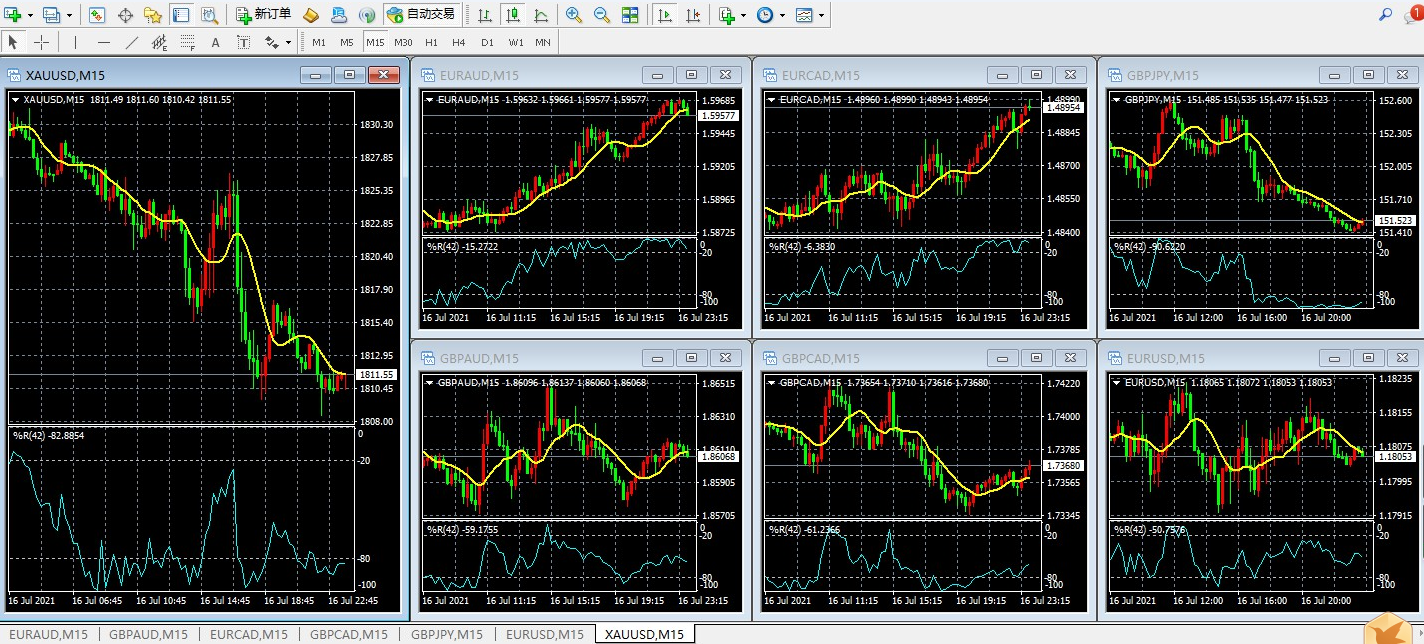 新订单 自动交易 1
A T M1 M5 M15 M30 H1 H4 D1 W1 MN
XAUUSD,M15
XAUUSD,M15 1811.49 1811.60 1810.42 1811.55
1830.30
1827.85
1825.35
1822.85
1820.40
1817.90
1815.40
1812.95
1811.55
1810.45
1808.00
%R(42) -82.8854
0
-20
-80
-100
16 Jul 2021 16 Jul 06:45 16 Jul 10:45 16 Jul 14:45 16 Jul 18:45 16 Jul 22:45
EURAUD,M15
EURAUD,M15 1.59632 1.59661 1.59577 1.59577
1.59685
1.59577
1.59445
1.59205
1.58965
1.58725
%R(42) -15.2722
0
-20
-80
-100
16 Jul 2021 16 Jul 11:15 16 Jul 15:15 16 Jul 19:15 16 Jul 23:15
EURCAD,M15
EURCAD,M15 1.48960 1.48990 1.48943 1.48954
1.48990
1.48954
1.48845
1.48700
1.48550
1.48400
%R(42) -6.3830
0
-20
-80
-100
16 Jul 2021 16 Jul 11:15 16 Jul 15:15 16 Jul 19:15 16 Jul 23:15
GBPJPY,M15
GBPJPY,M15 151.485 151.535 151.477 151.523
152.600
152.305
152.005
151.710
151.523
151.410
%R(42) -90.6220
0
-20
-80
-100
16 Jul 2021 16 Jul 12:00 16 Jul 16:00 16 Jul 20:00
GBPAUD,M15
GBPAUD,M15 1.86096 1.86137 1.86060 1.86068
1.86515
1.86310
1.86110
1.86068
1.85905
1.85705
%R(42) -59.1755
0
-20
-80
-100
16 Jul 2021 16 Jul 11:15 16 Jul 15:15 16 Jul 19:15 16 Jul 23:15
GBPCAD,M15
GBPCAD,M15 1.73654 1.73710 1.73616 1.73680
1.74220
1.74000
1.73785
1.73680
1.73565
1.73345
%R(42) -61.2366
0
-20
-80
-100
16 Jul 2021 16 Jul 11:15 16 Jul 15:15 16 Jul 19:15 16 Jul 23:15
EURUSD,M15
EURUSD,M15 1.18065 1.18072 1.18053 1.18053
1.18235
1.18155
1.18075
1.18053
1.17995
1.17915
%R(42) -50.7576
0
-20
-80
-100
16 Jul 2021 16 Jul 12:00 16 Jul 16:00 16 Jul 20:00
EURAUD,M15 GBPAUD,M15 EURCAD,M15 GBPCAD,M15 GBPJPY,M15 EURUSD,M15 XAUUSD,M15